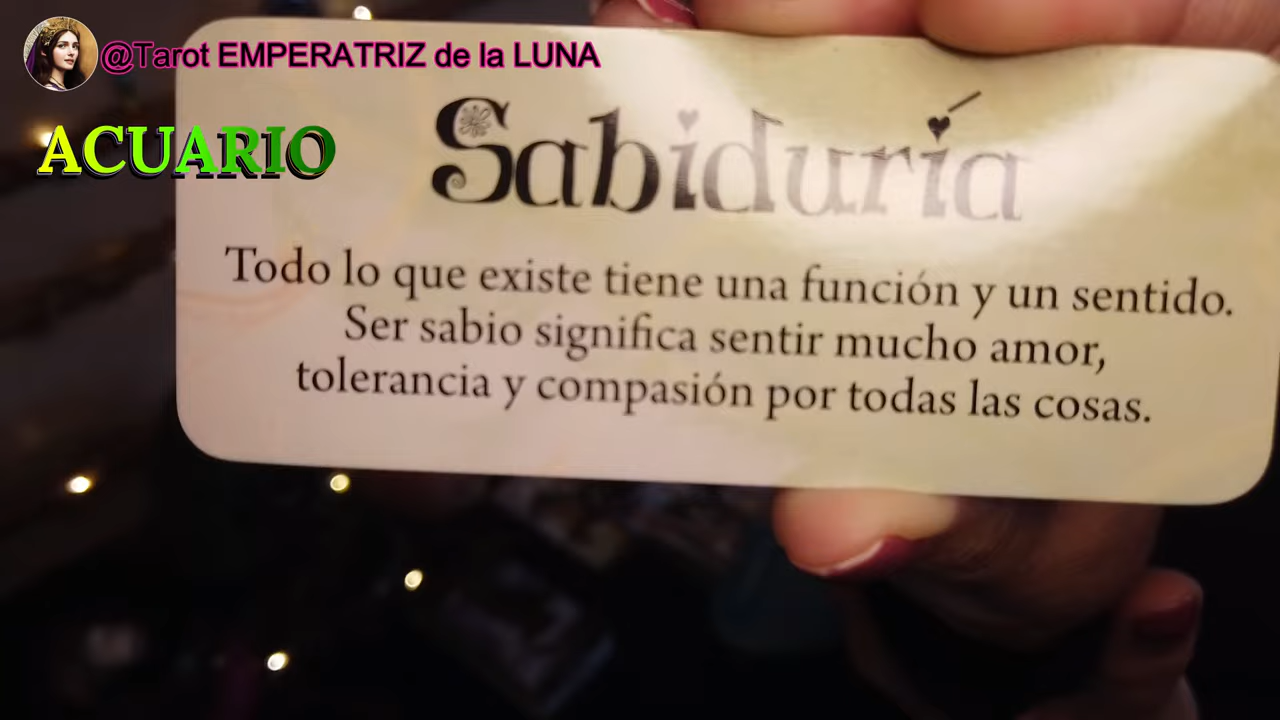 @Tarot EMPERATRIZ de la LUNA
ACUARIO
Sabiduría
Todo lo que existe tiene una función y un sentido.
Ser sabio significa sentir mucho amor,
tolerancia y compasión por todas las cosas.